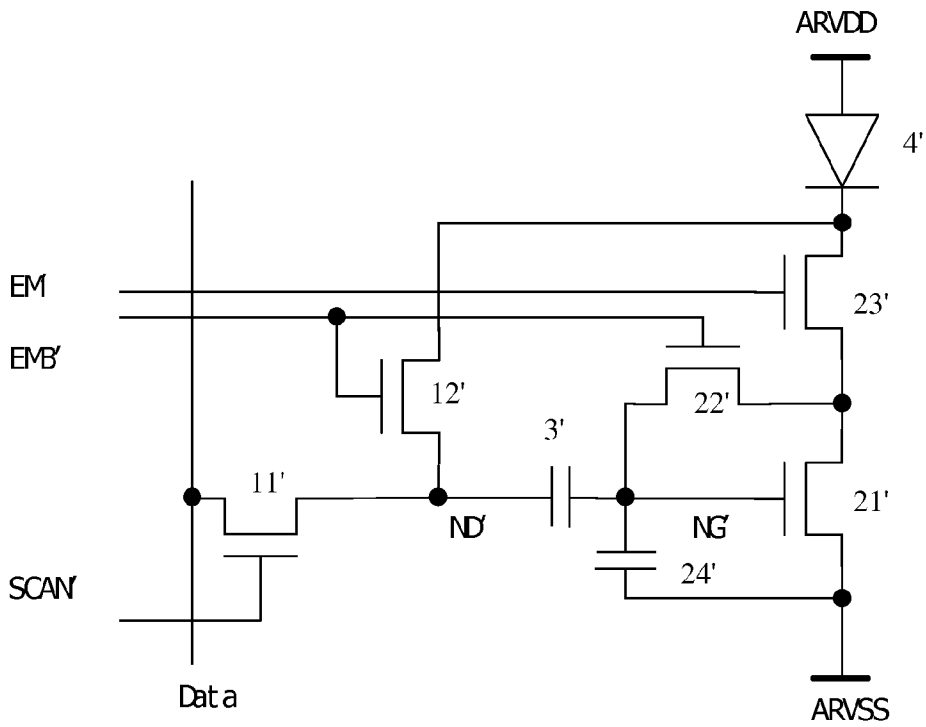 ARVDD
4'
EM'
23'
EMB'
12'
22'
3'
11'
21'
ND'
NG'
24'
SCAN'
Data
ARVSS